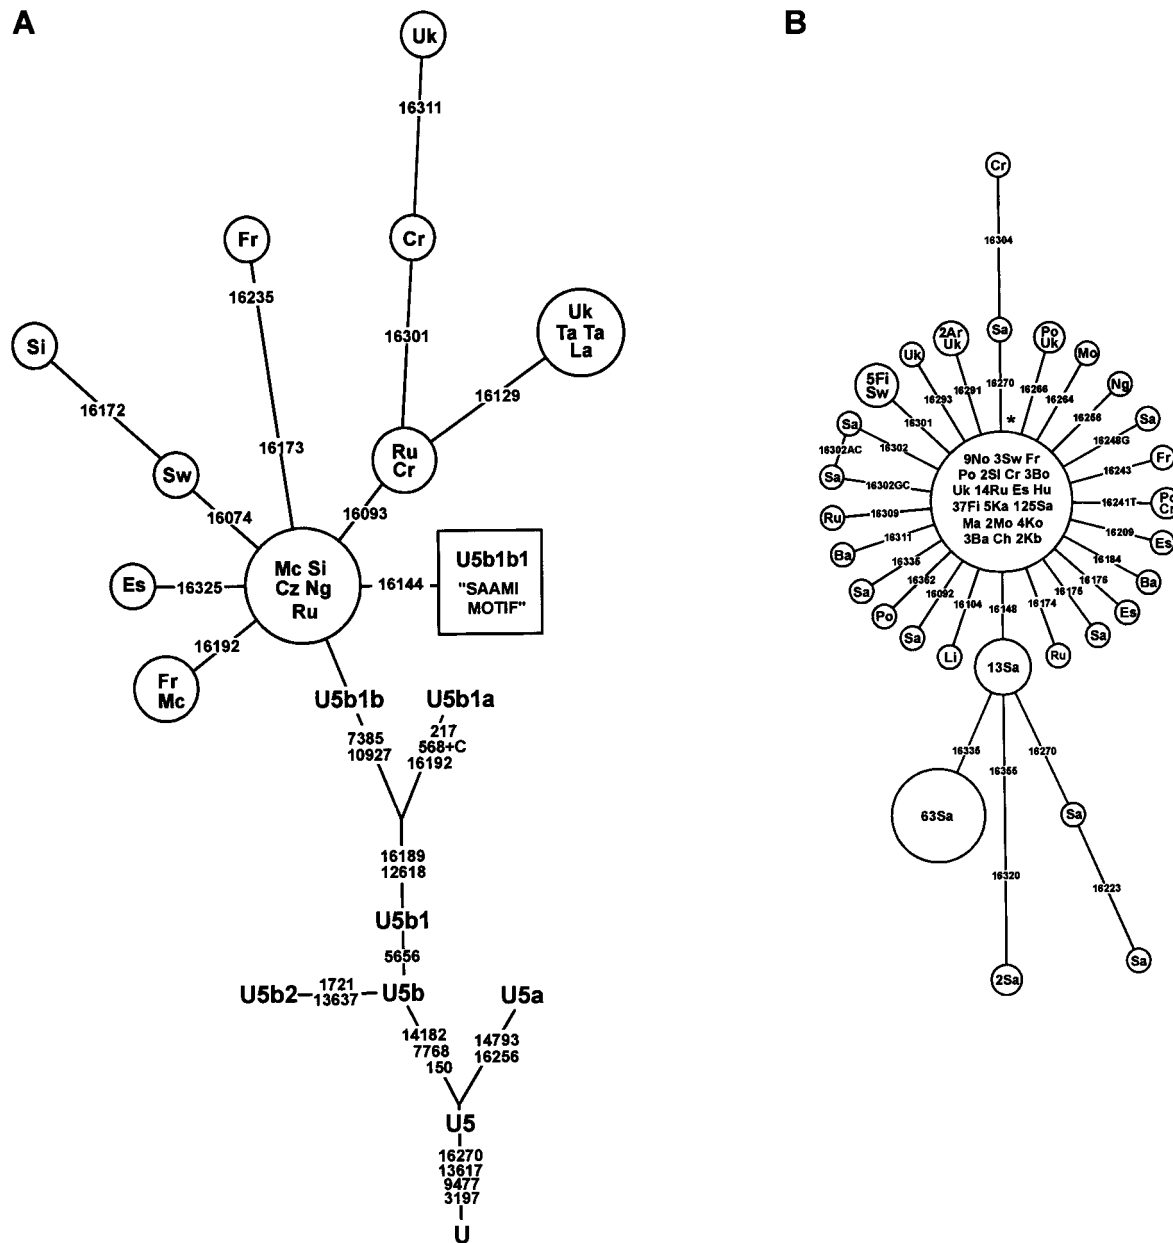 A
Uk
16311
Fr
Cr
16235
Si
16301
Uk
Ta Ta
La
16172
16129
16173
Sw
Ru
Cr
16074
16093
Es
16325
Mc Si
Cz Ng
Ru
16144
U5b1b1
"SAAMI
MOTIF"
16192
Fr
Mc
U5b1b
U5b1a
7385
10927
217
568+C
16192
16189
12618
U5b1
5656
U5b2
1721
13637
U5b
U5a
14182
7768
150
14793
16256
U5
16270
13617
9477
3197
U
B
Cr
16304
Sa
2Ar
Uk
Po
Uk
Uk
Mo
5Fi
Sw
Ng
16293
16291
16270
16266
16264
16256
Sa
16301
*
Sa
16248G
16302AC
16302
16243
Fr
Sa
16302GC
9No 3Sw Fr
Po 2Sl Cr 3Bo
Uk 14Ru Es Hu
37Fi 5Ka 125Sa
Ma 2Mo 4Ko
3Ba Ch 2Kb
16241T
Po
Cr
Ru
16309
16209
Es
Ba
16311
16184
Ba
Sa
16335
16176
Es
Po
16362
16175
Sa
Sa
16092
16104
16148
16174
Li
Ru
13Sa
16335
16355
16270
63Sa
Sa
16320
16223
2Sa
Sa